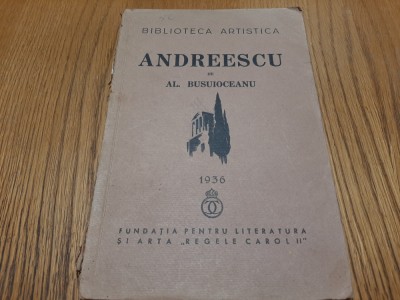 BIBLIOTECA ARTISTICA
ANDREESCU
DE
AL. BUSUIOCEANU
1936
FUNDAȚIA PENTRU LITERATURA
ȘI ARTA „REGELE CAROL II"